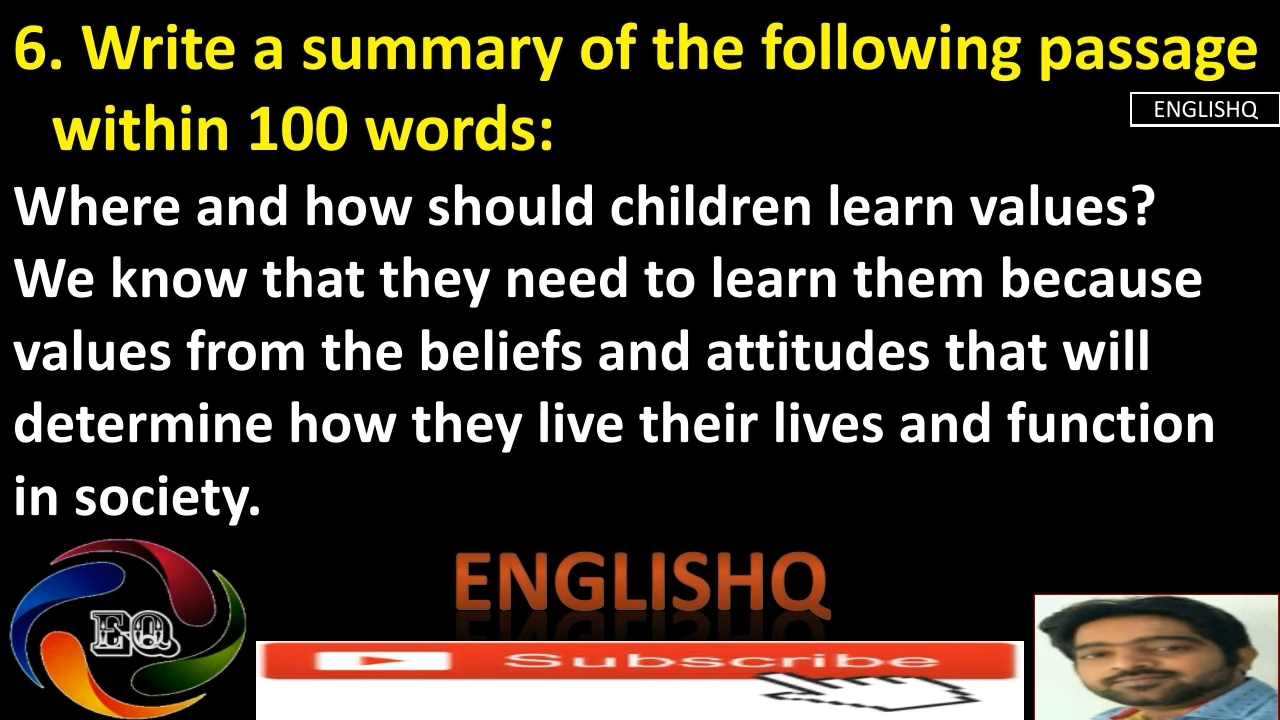 6. Write a summary of the following passage
within 100 words:
ENGLISHQ
Where and how should children learn values?
We know that they need to learn them because
values from the beliefs and attitudes that will
determine how they live their lives and function
in society.
ENGLISHQ
EQ
Subscribe